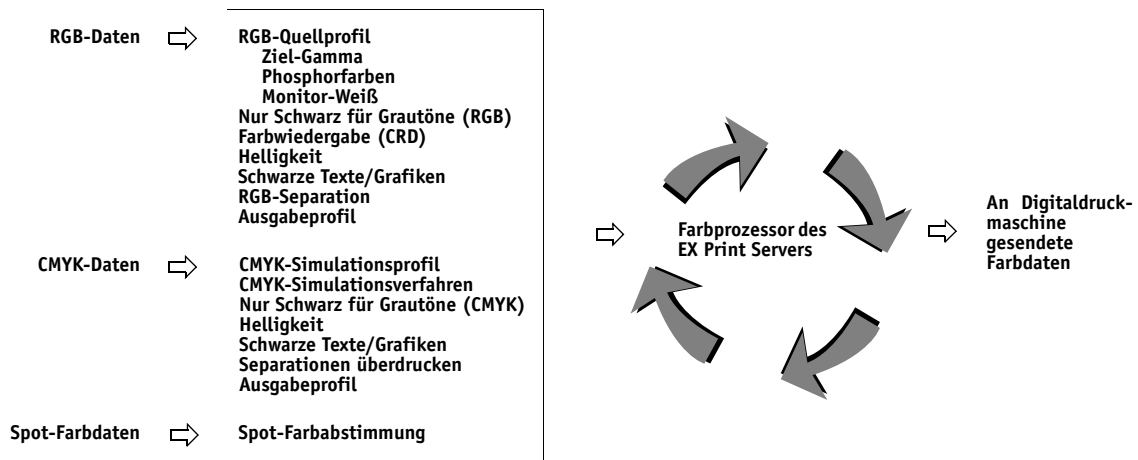 RGB-Daten
RGB-Quellprofil
Ziel-Gamma
Phosphorfarben
Monitor-Weiß
Nur Schwarz für Grautöne (RGB)
Farbwiedergabe (CRD)
Helligkeit
Schwarze Texte/Grafiken
RGB-Separation
Ausgabeprofil
CMYK-Daten
CMYK-Simulationsprofil
CMYK-Simulationsverfahren
Nur Schwarz für Grautöne (CMYK)
Helligkeit
Schwarze Texte/Grafiken
Separationen überdrucken
Ausgabeprofil
Spot-Farbdaten
Spot-Farbabstimmung
Farbprozessor des
EX Print Servers
An Digitaldruck-
maschine
gesendete
Farbdaten